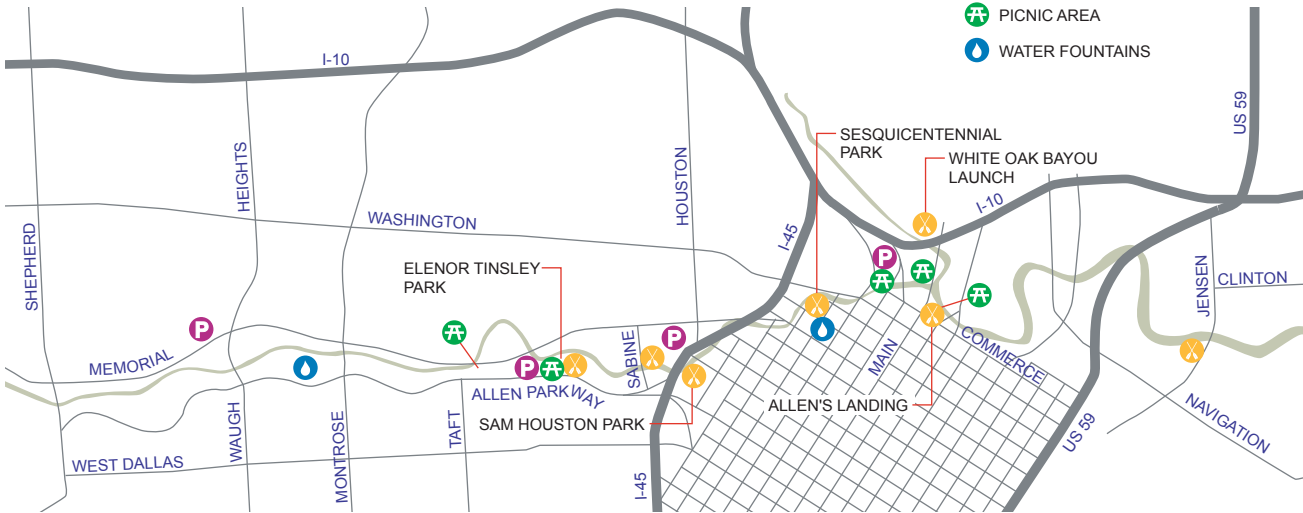 PICNIC AREA
WATER FOUNTAINS
I-10
US 59
SESQUICENTENNIAL
PARK
WHITE OAK BAYOU
LAUNCH
HEIGHTS
HOUSTON
WASHINGTON
I-10
I-45
SHEPHERD
ELENOR TINSLEY
PARK
P
JENSEN
CLINTON
P
P
MEMORIAL
SABINE
MAIN
COMMERCE
P
ALLEN PARKWAY
ALLEN'S LANDING
SAM HOUSTON PARK
WAUGH
MONTROSE
TAFT
NAVIGATION
US 59
WEST DALLAS
I-45